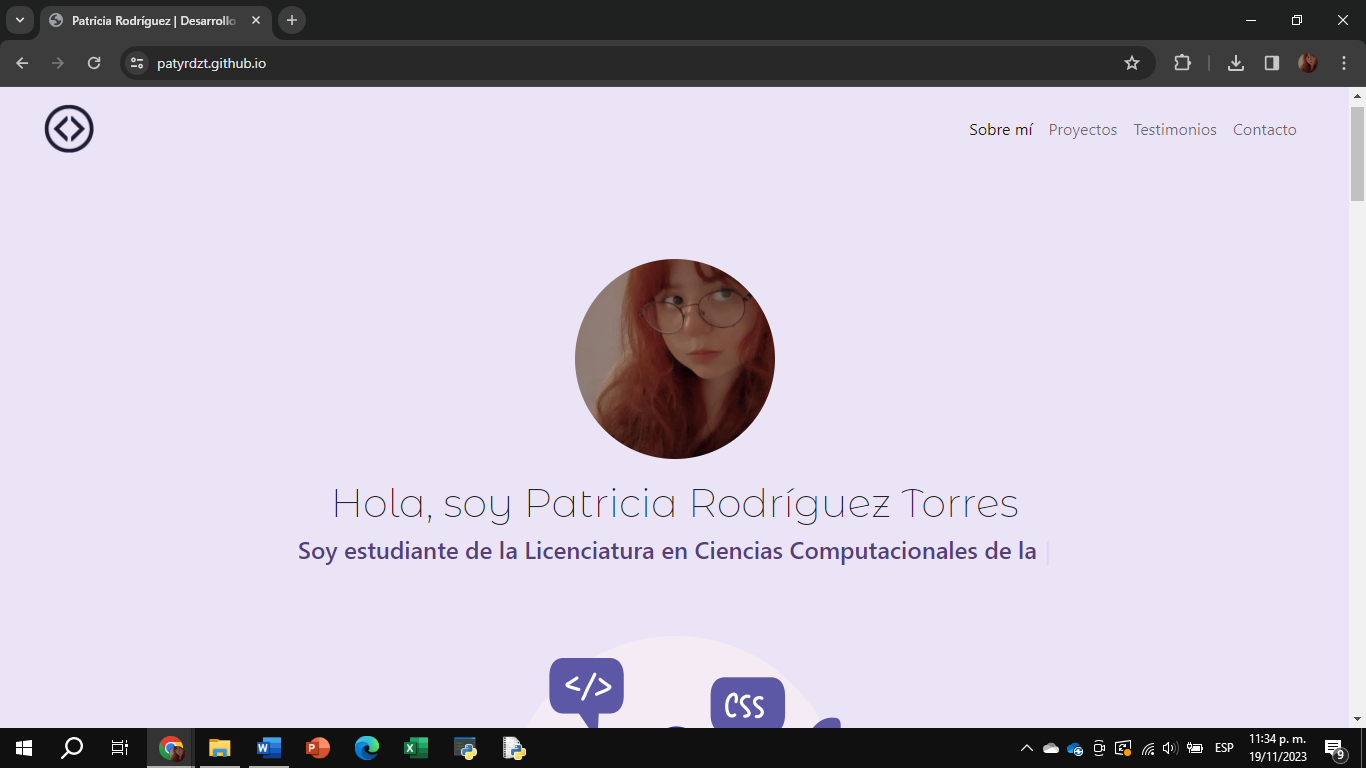 Patricia Rodríguez | Desarrollo
patyrdzt.github.io
Sobre mí Proyectos Testimonios Contacto
Hola, soy Patricia Rodríguez Torres
Soy estudiante de la Licenciatura en Ciencias Computacionales de la
</>
CSS
ESP
11:34 p. m.
19/11/2023
9